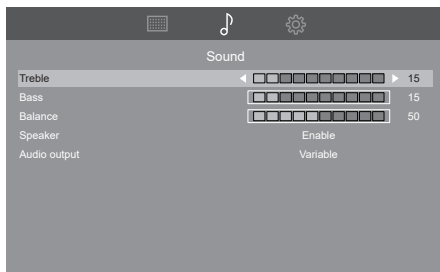 Sound
Treble 15
Bass 15
Balance 50
Speaker Enable
Audio output Variable